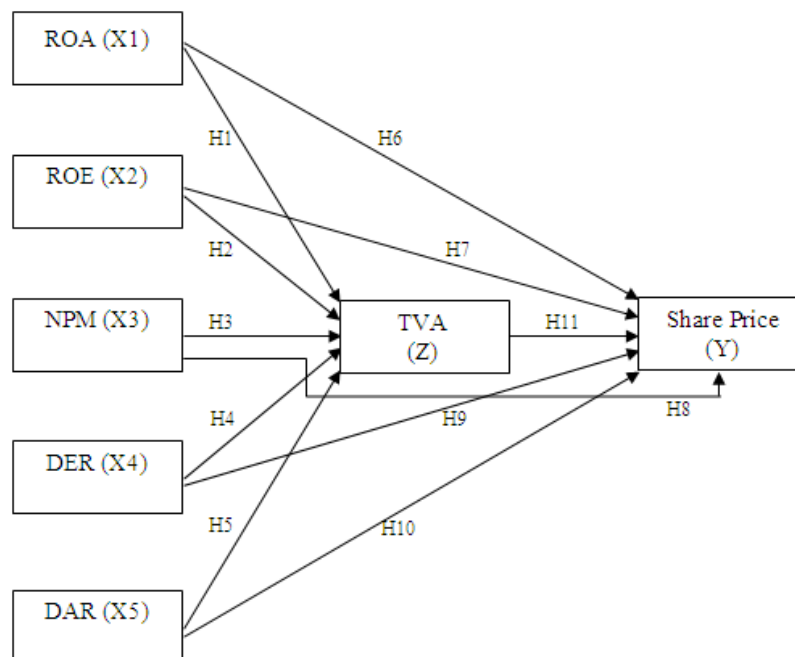 ROA (X1)
H1
H6
ROE (X2)
H2
H7
NPM (X3)
H3
TVA
(Z)
H11
Share Price
(Y)
H8
H4
H9
DER (X4)
H5
H10
DAR (X5)